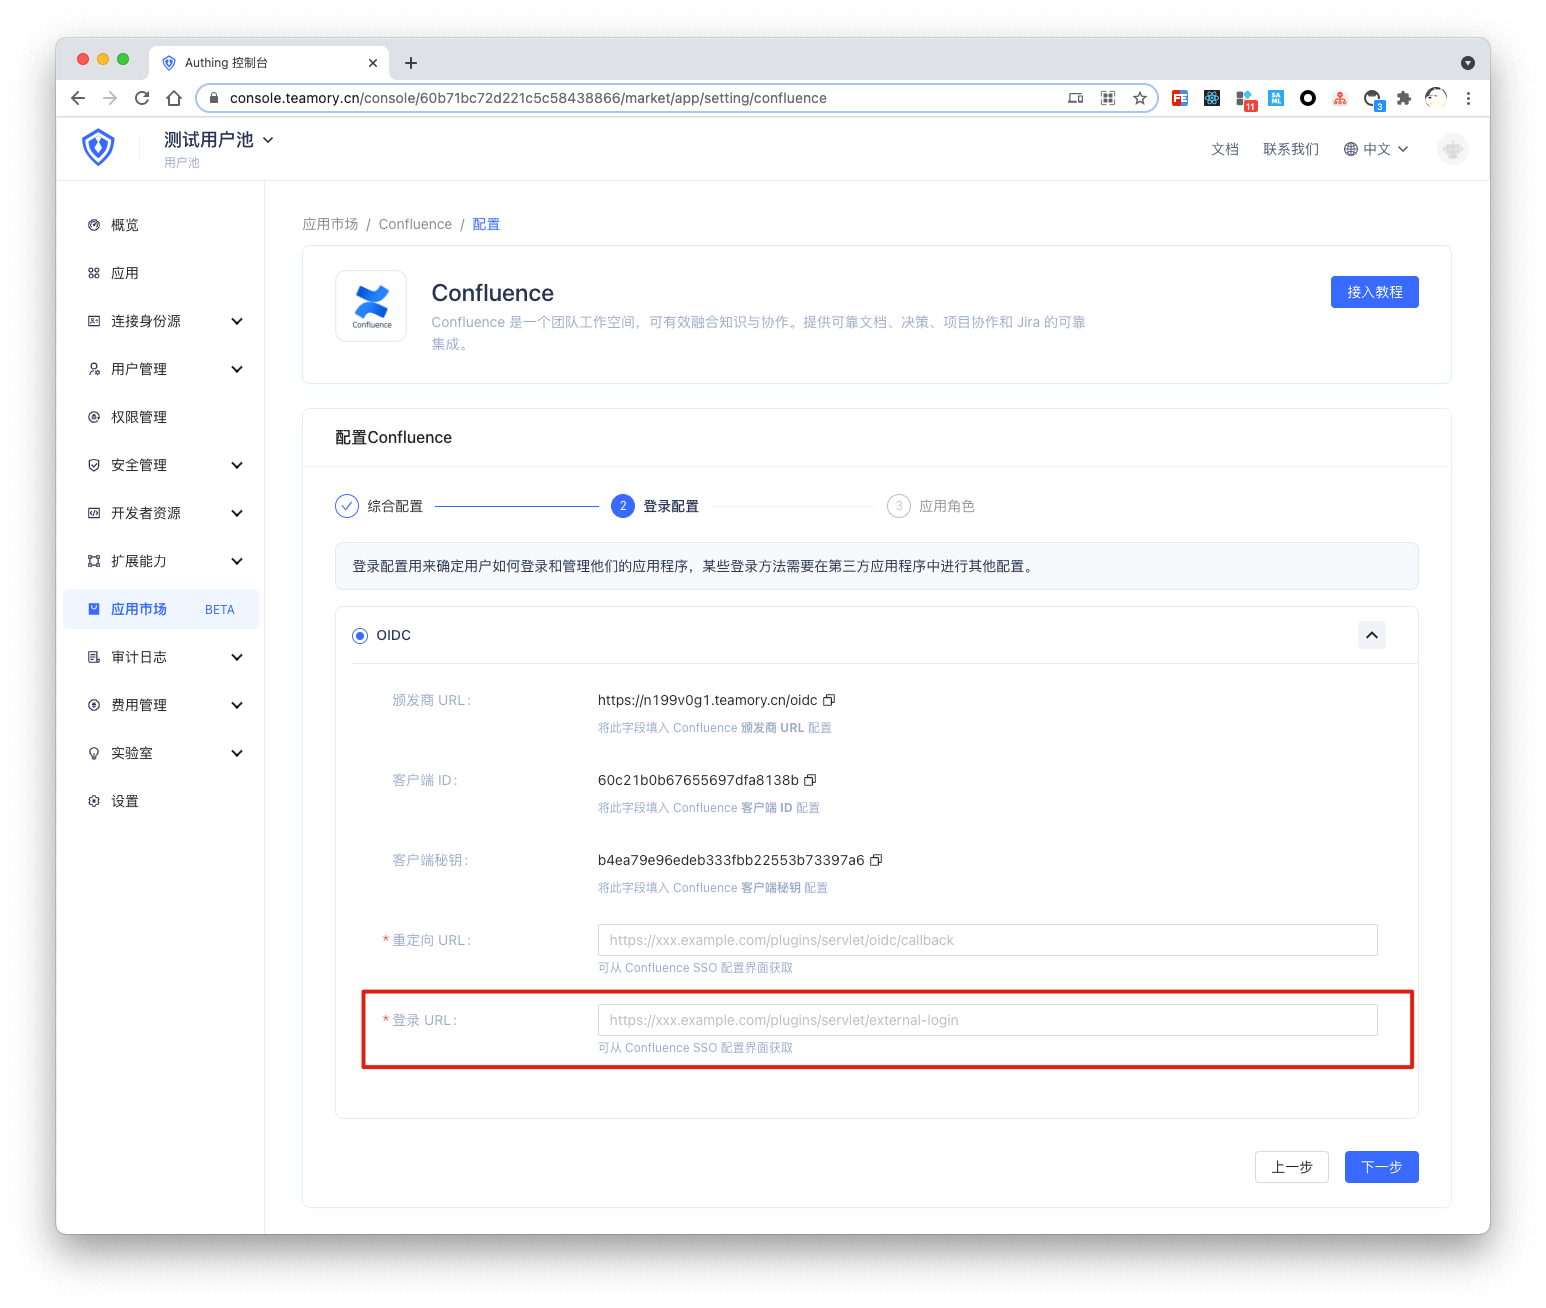 Authing 控制台
console.teamory.cn/console/60b71bc72d221c5c58438866/market/app/setting/confluence
FE
11
SA
ML
3
测试用户池
用户池
文档
联系我们
中文
概览
应用
连接身份源
用户管理
权限管理
安全管理
开发者资源
扩展能力
应用市场 BETA
审计日志
费用管理
实验室
设置
应用市场 / Confluence / 配置
Confluence
Confluence
接入教程
Confluence 是一个团队工作空间，可有效融合知识与协作。提供可靠文档、决策、项目协作和 Jira 的可靠
集成。
配置Confluence
综合配置
2 登录配置
3 应用角色
登录配置用来确定用户如何登录和管理他们的应用程序，某些登录方法需要在第三方应用程序中进行其他配置。
OIDC
颁发商 URL：
https://n199v0g1.teamory.cn/oidc
将此字段填入 Confluence 颁发商 URL 配置
客户端 ID：
60c21b0b67655697dfa8138b
将此字段填入 Confluence 客户端 ID 配置
客户端秘钥：
b4ea79e96edeb333fbb22553b73397a6
将此字段填入 Confluence 客户端秘钥 配置
* 重定向 URL：
https://xxx.example.com/plugins/servlet/oidc/callback
可从 Confluence SSO 配置界面获取
* 登录 URL：
https://xxx.example.com/plugins/servlet/external-login
可从 Confluence SSO 配置界面获取
上一步
下一步